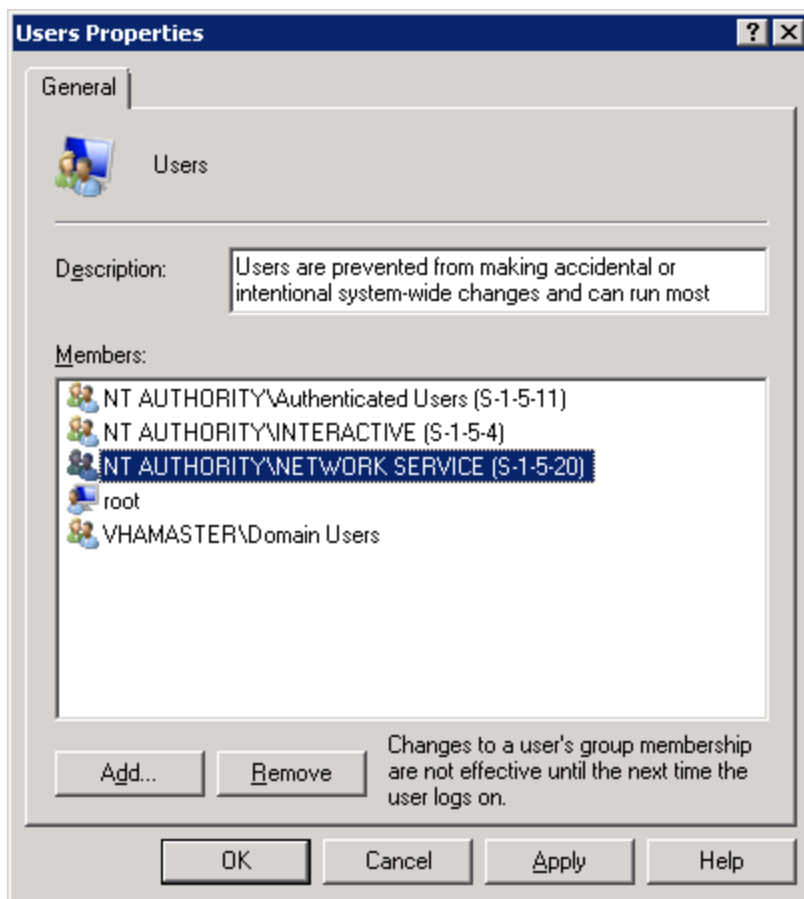 Users Properties
General
Users
Description:
Users are prevented from making accidental or
intentional system-wide changes and can run most
Members:
NT AUTHORITY\Authenticated Users (S-1-5-11)
NT AUTHORITY\INTERACTIVE (S-1-5-4)
NT AUTHORITY\NETWORK SERVICE (S-1-5-20)
root
VHAMASTER\Domain Users
Add...
Remove
Changes to a user's group membership
are not effective until the next time the
user logs on.
OK
Cancel
Apply
Help